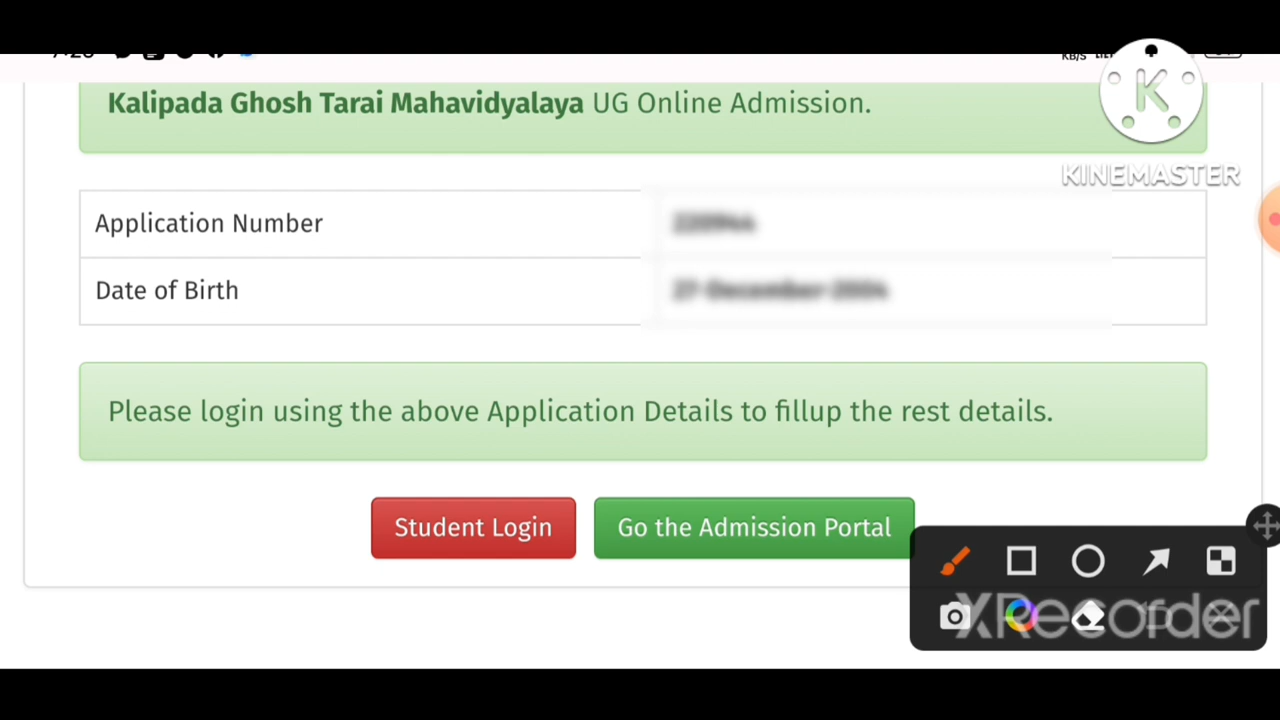 KINEMASTER
Kalipada Ghosh Tarai Mahavidyalaya UG Online Admission.
Application Number
Date of Birth
Please login using the above Application Details to fillup the rest details.
Student Login
Go the Admission Portal
XRecorder